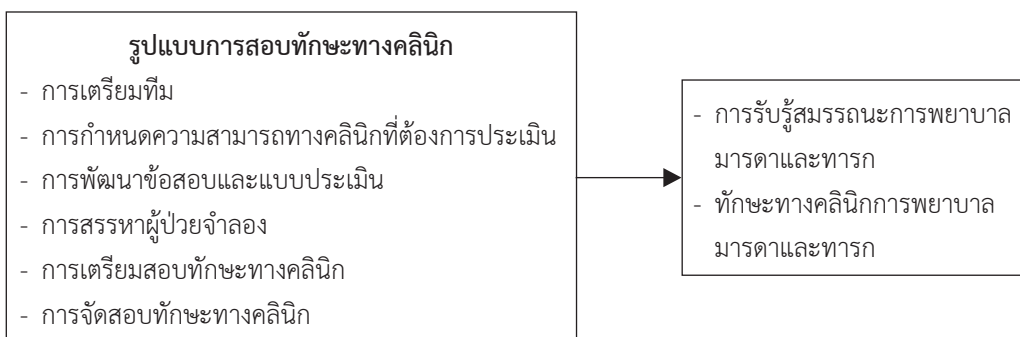 รูปแบบการสอบทักษะทางคลินิก
- การเตรียมทีม
- การกำหนดความสามารถทางคลินิกที่ต้องการประเมิน
- การพัฒนาข้อสอบและแบบประเมิน
- การสรรหาผู้ป่วยจำลอง
- การเตรียมสอบทักษะทางคลินิก
- การจัดสอบทักษะทางคลินิก
- การรับรู้สมรรถนะการพยาบาล
มารดาและทารก
- ทักษะทางคลินิกการพยาบาล
มารดาและทารก